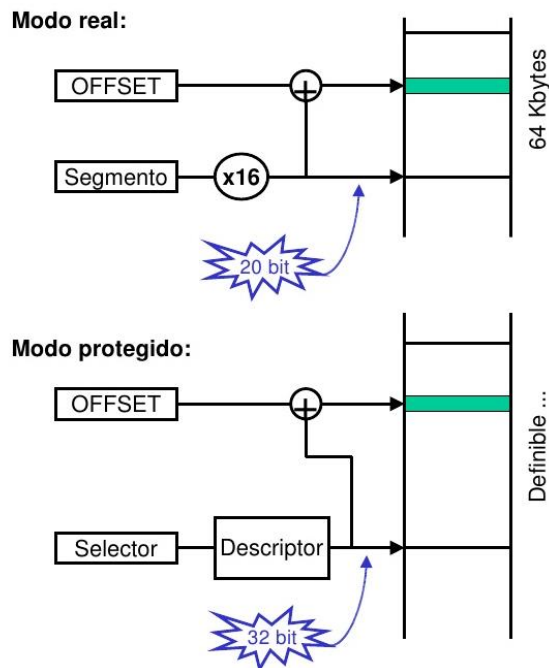 Modo real:
OFFSET
64 Kbytes
Segmento
x16
20 bit
Modo protegido:
OFFSET
Definible ...
Selector
Descriptor
32 bit